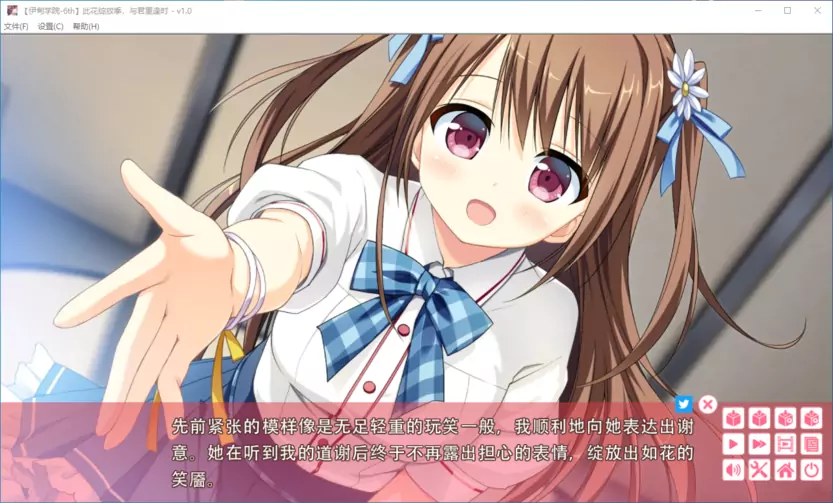 【伊甸学院-6th】此花绽放季，与君重逢时 - v1.0
文件(F) 设置(C) 帮助(H)
先前紧张的模样像是无足轻重的玩笑一般，我顺利地向她表达出谢
意。她在听到我的道谢后终于不再露出担心的表情，绽放出如花的
笑靥。